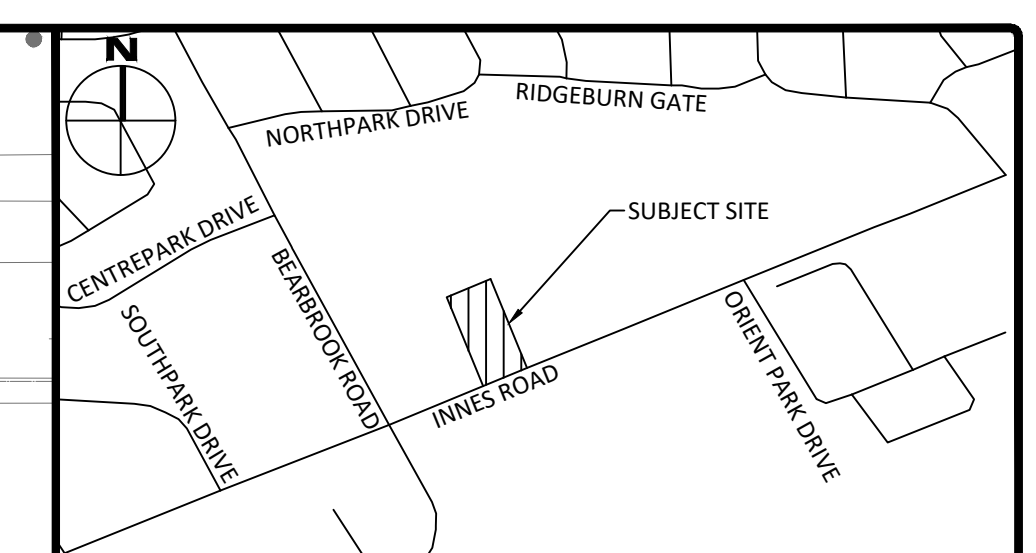 N
RIDGEBURN GATE
NORTHPARK DRIVE
SUBJECT SITE
CENTREPARK DRIVE
BEARBROOK ROAD
SOUTHPARK DRIVE
ORIENT PARK DRIVE
INNES ROAD